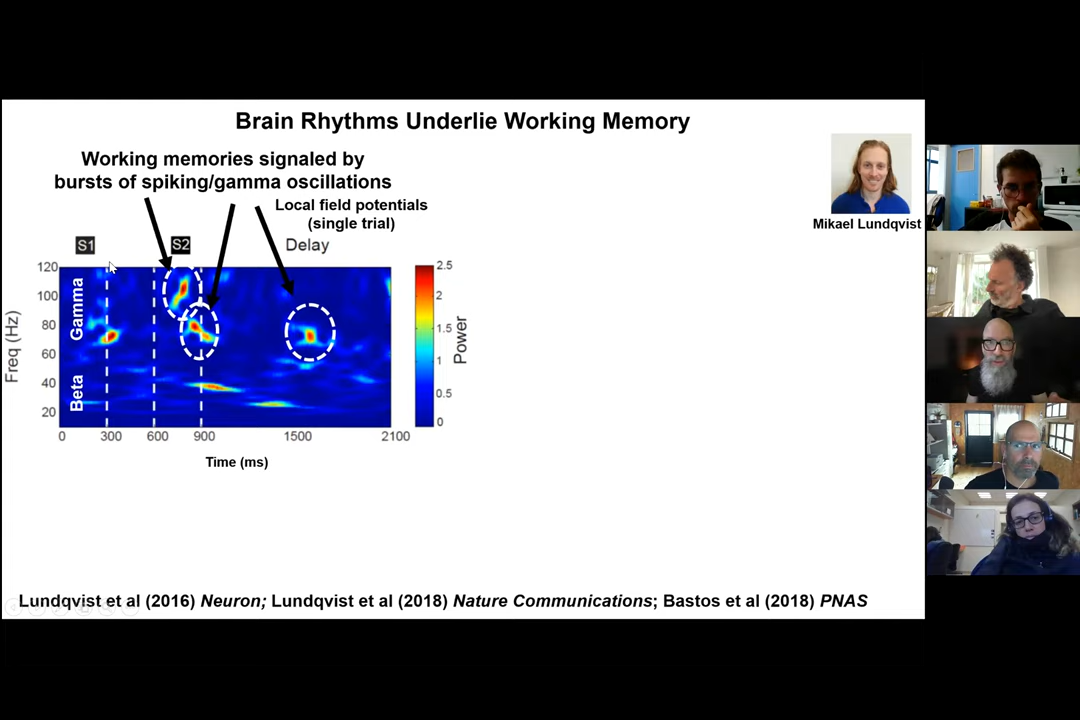 Brain Rhythms Underlie Working Memory
Working memories signaled by
bursts of spiking/gamma oscillations
Local field potentials
(single trial)
Mikael Lundqvist
S1
S2
Delay
120
100
80
60
40
20
Freq (Hz)
Gamma
Beta
0
300
600
900
1500
2100
Time (ms)
2.5
2
1.5
1
0.5
0
Power
Lundqvist et al (2016) Neuron; Lundqvist et al (2018) Nature Communications; Bastos et al (2018) PNAS